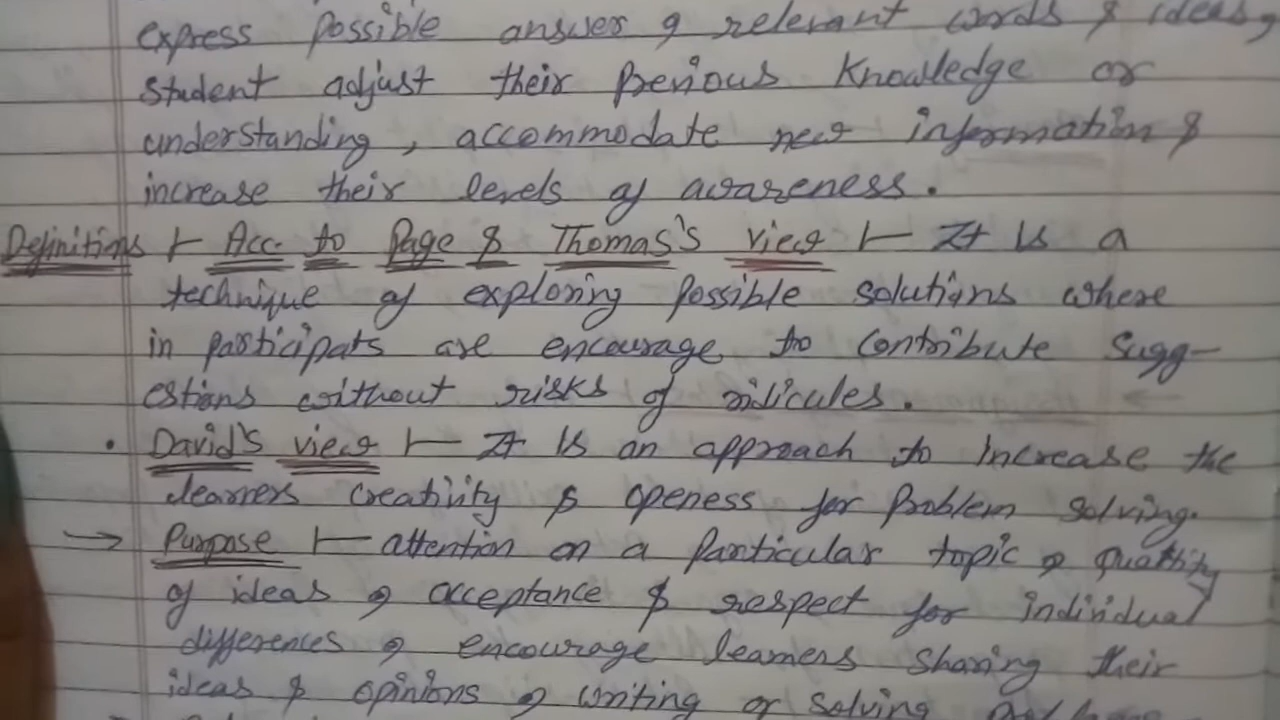 express possible answer, relevant words & ideas,
student adjust their previous knowledge or
understanding, accommodate new information &
increase their levels of awareness.
Definitions :- Acc. to Page & Thomas's view :- It is a
technique of exploring possible solutions where
in participats are encourage to contribute sugg-
estions without risks of ridicules.
• David's view :- It is an approach to increase the
learners creativity & openess for problem solving.
→ Purpose :- attention on a particular topic, quattity
of ideas, acceptance & respect for individual
differences, encourage learners sharing their
ideas & opinions, writing or solving